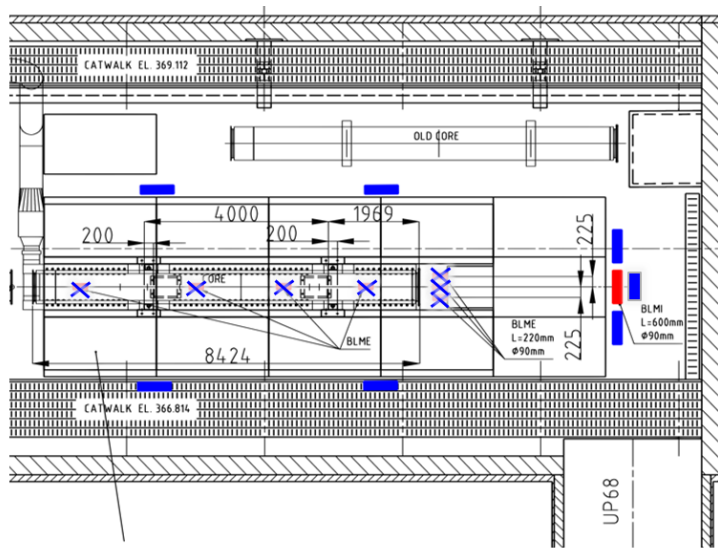 CATWALK EL. 369.112
OLD CORE
4000
1969
200
200
225
CORE
BLME
L=220mm
Φ90mm
BLMI
L=600mm
Φ90mm
225
BLME
8424
CATWALK EL. 366.814
UP68